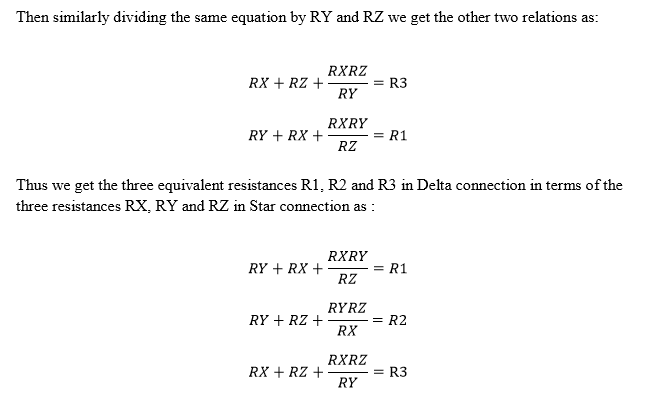 Then similarly dividing the same equation by RY and RZ we get the other two relations as:
RX + RZ + \frac{RXRZ}{RY} = R3
RY + RX + \frac{RXRY}{RZ} = R1
Thus we get the three equivalent resistances R1, R2 and R3 in Delta connection in terms of the
three resistances RX, RY and RZ in Star connection as :
RY + RX + \frac{RXRY}{RZ} = R1
RY + RZ + \frac{RYRZ}{RX} = R2
RX + RZ + \frac{RXRZ}{RY} = R3